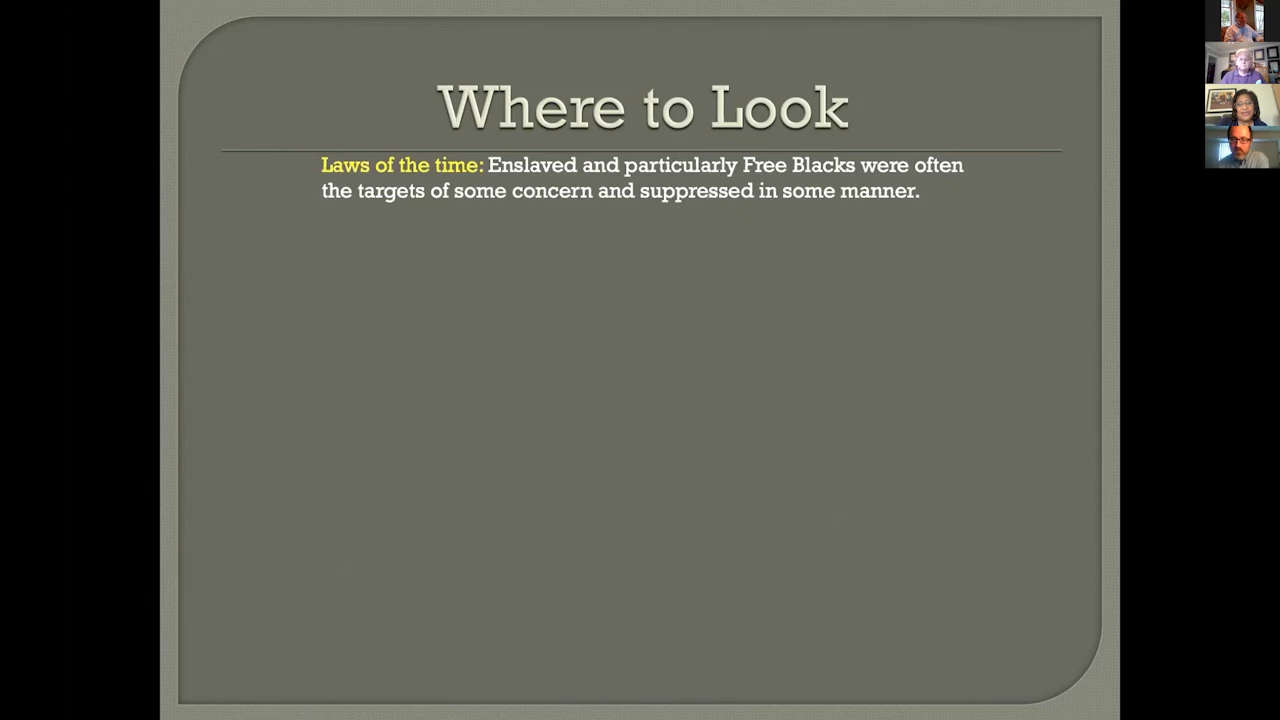 Where to Look
Laws of the time: Enslaved and particularly Free Blacks were often
the targets of some concern and suppressed in some manner.